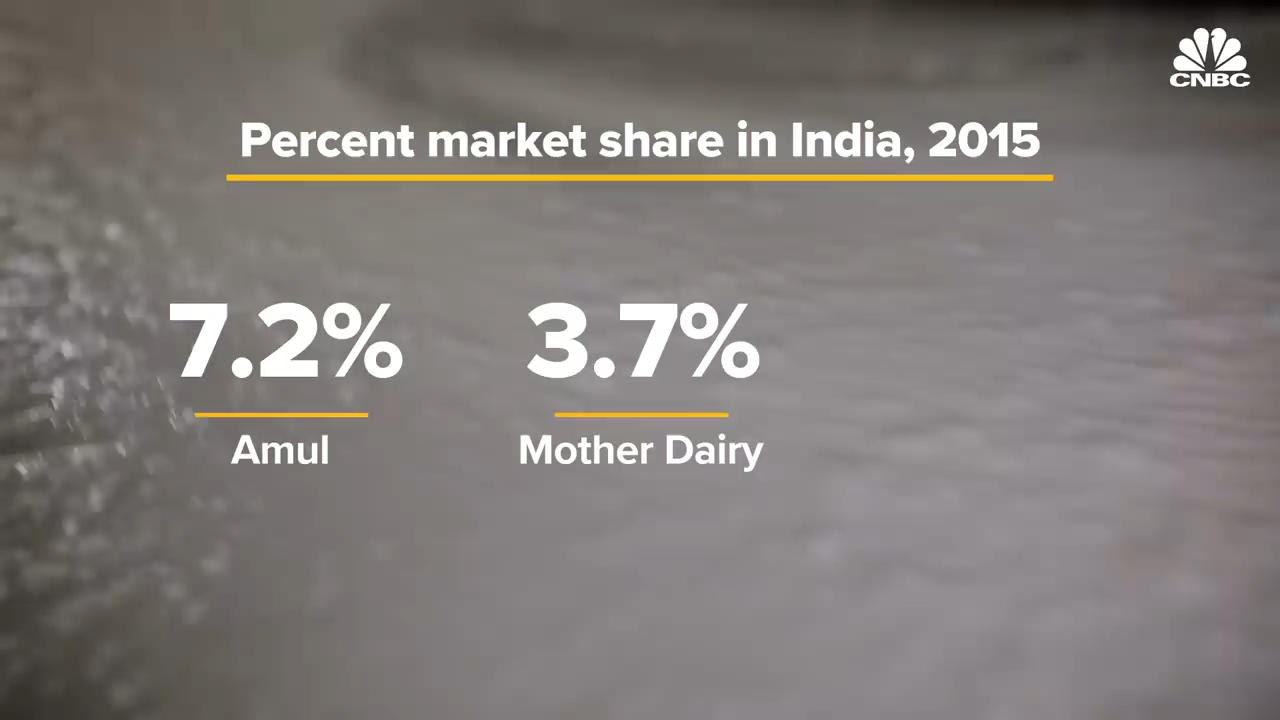 CNBC
Percent market share in India, 2015
7.2%
3.7%
Amul
Mother Dairy